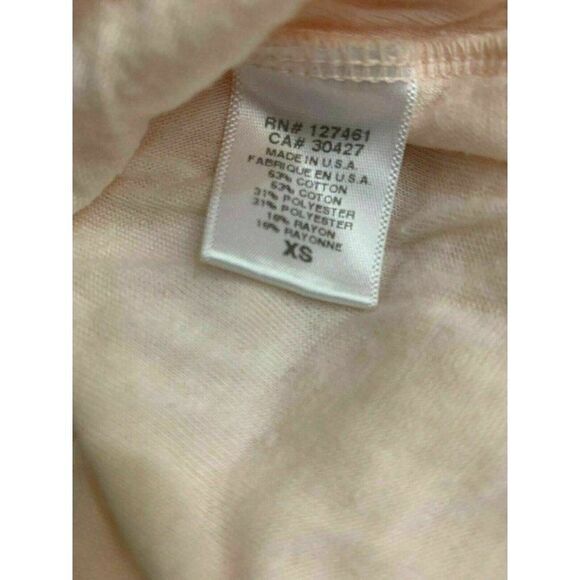 RN# 127461
CA# 30427
MADE IN U.S.A.
FABRIQUE EN U.S.A.
53% COTTON
53% COTON
31% POLYESTER
31% POLYESTER
16% RAYON
16% RAYONNE
XS